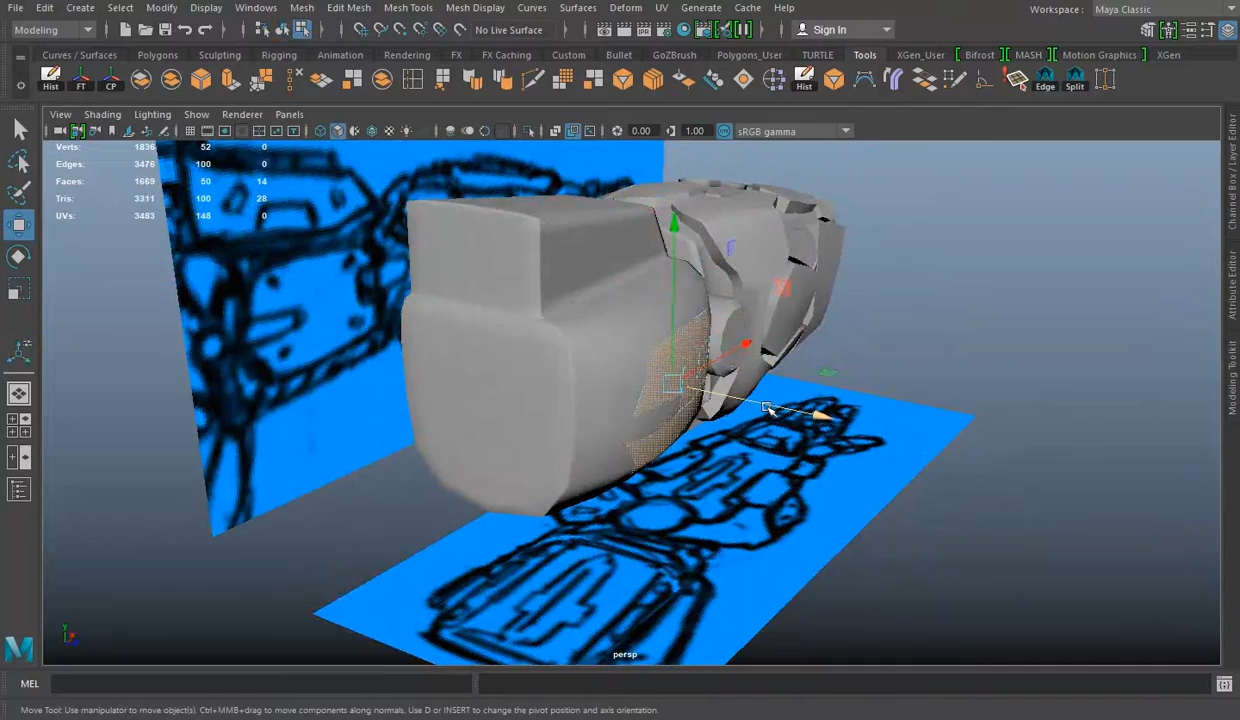 File Edit Create Select Modify Display Windows Mesh Edit Mesh Mesh Tools Mesh Display Curves Surfaces Deform UV Generate Cache Help Workspace : Maya Classic
Modeling No Live Surface Sign In
Curves / Surfaces Polygons Sculpting Rigging Animation Rendering FX FX Caching Custom Bullet GoZBrush Polygons_User TURTLE Tools XGen_User Bifrost MASH Motion Graphics XGen
Hist FT CP Hist Edge Split
View Shading Lighting Show Renderer Panels
0.00 1.00 sRGB gamma
Verts: 1836 52 0
Edges: 3476 100 0
Faces: 1669 50 14
Tris: 3311 100 28
UVs: 3483 148 0
Channel Box / Layer Editor
Attribute Editor
Modeling Toolkit
y
persp
MEL
Move Tool: Use manipulator to move object(s). Ctrl+MMB+drag to move components along normals. Use D or INSERT to change the pivot position and axis orientation.